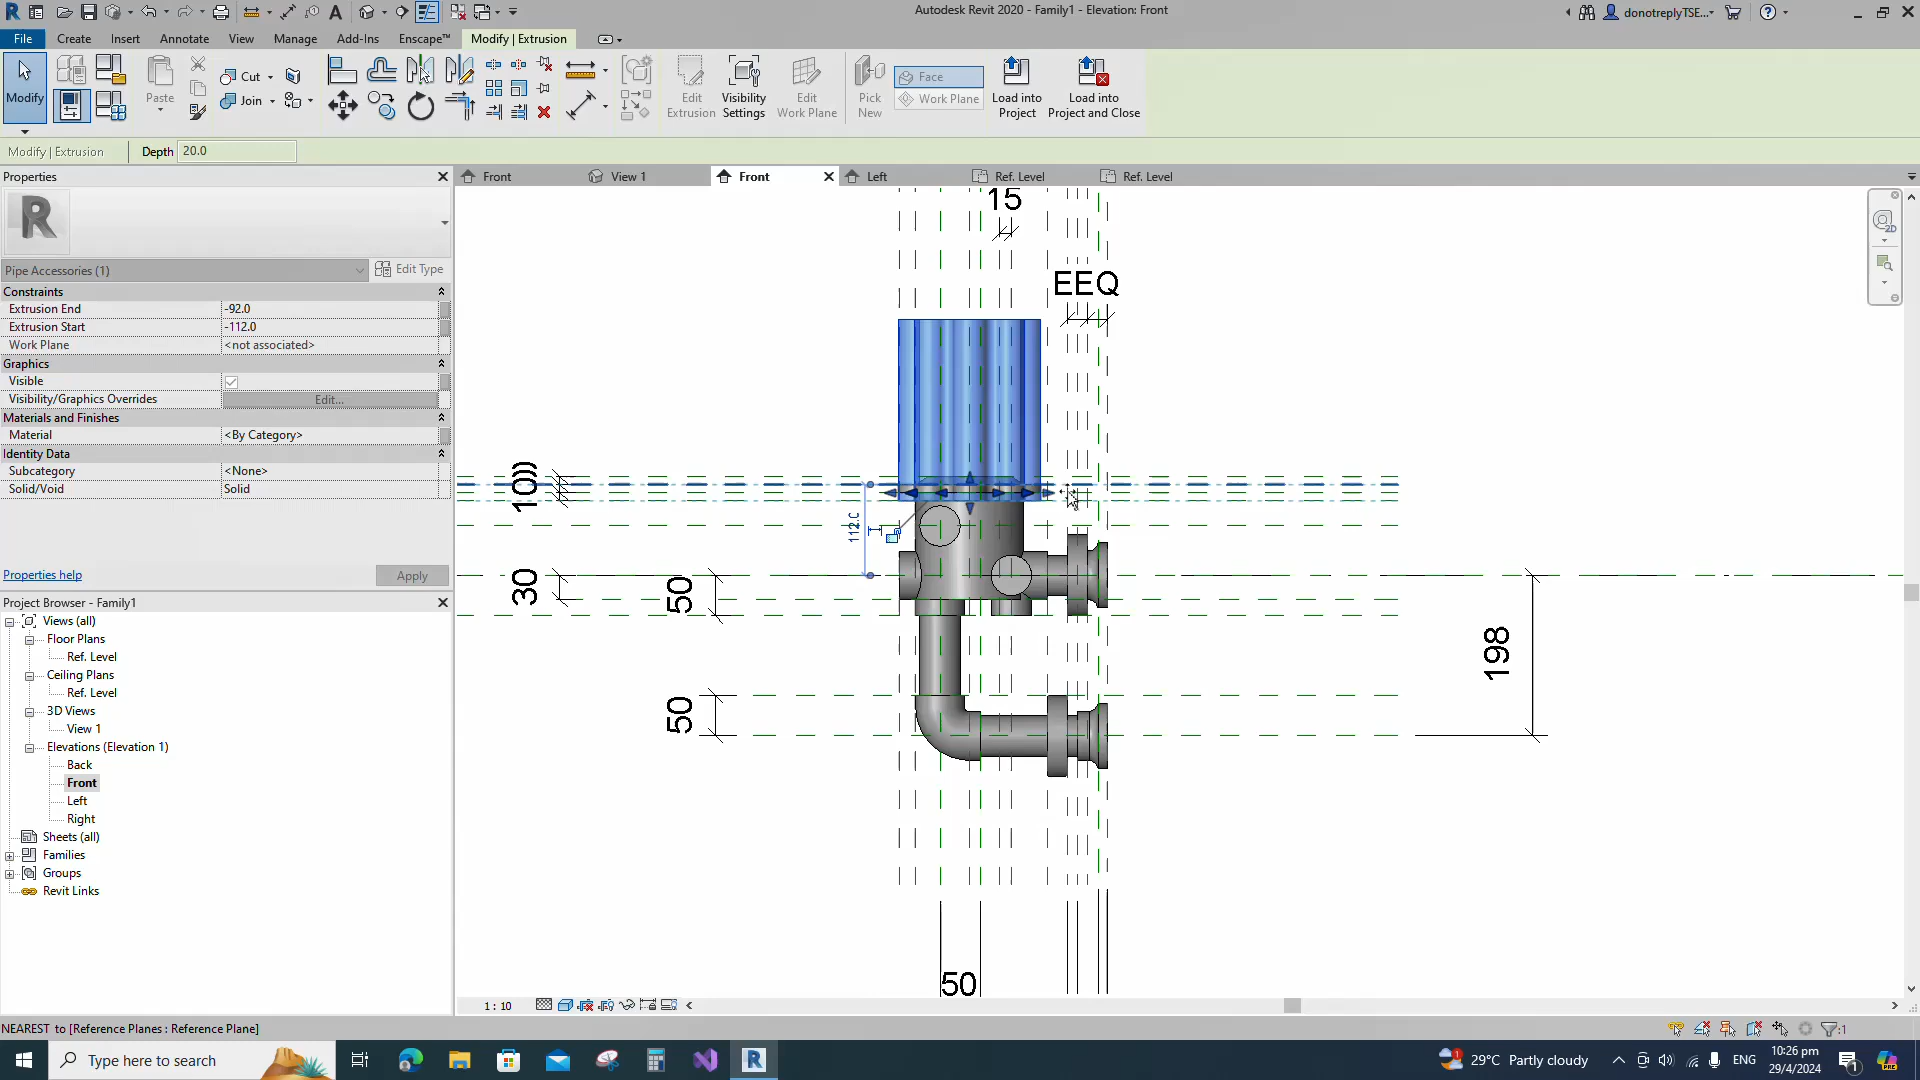 Autodesk Revit 2020 - Family1 - Elevation: Front
donotreplyTSE...
File Create Insert Annotate View Manage Add-Ins Enscape™ Modify | Extrusion
Modify
Paste
Cut
Join
Edit Extrusion
Visibility Settings
Edit Work Plane
Pick New
Face
Work Plane
Load into Project
Load into Project and Close
Modify | Extrusion Depth 20.0
Properties
Front
View 1
Front
Left
Ref. Level
Ref. Level
R
Pipe Accessories (1)
Edit Type
Constraints
Extrusion End -92.0
Extrusion Start -112.0
Work Plane <not associated>
Graphics
Visible
Visibility/Graphics Overrides Edit...
Materials and Finishes
Material <By Category>
Identity Data
Subcategory <None>
Solid/Void Solid
Properties help
Apply
Project Browser - Family1
Views (all)
Floor Plans
Ref. Level
Ceiling Plans
Ref. Level
3D Views
View 1
Elevations (Elevation 1)
Back
Front
Left
Right
Sheets (all)
Families
Groups
Revit Links
15
EEQ
30
50
50
198
50
1 : 10
NEAREST to [Reference Planes : Reference Plane]
:1
Type here to search
29°C Partly cloudy
ENG
10:26 pm
29/4/2024